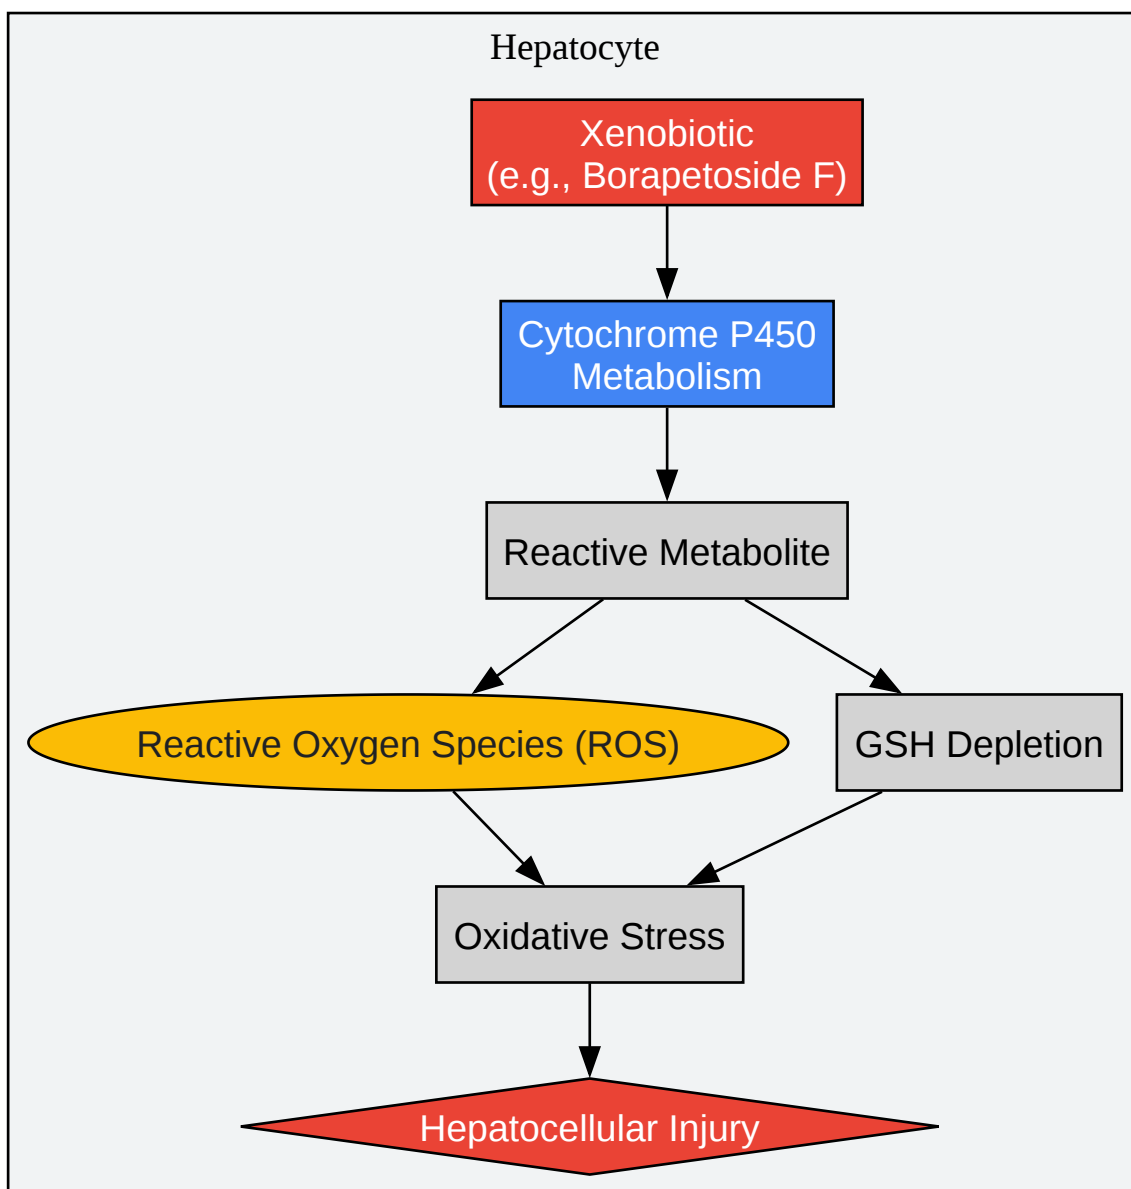 Hepatocyte
Xenobiotic
(e.g., Borapetoside F)
Cytochrome P450
Metabolism
Reactive Metabolite
Reactive Oxygen Species (ROS)
GSH Depletion
Oxidative Stress
Hepatocellular Injury